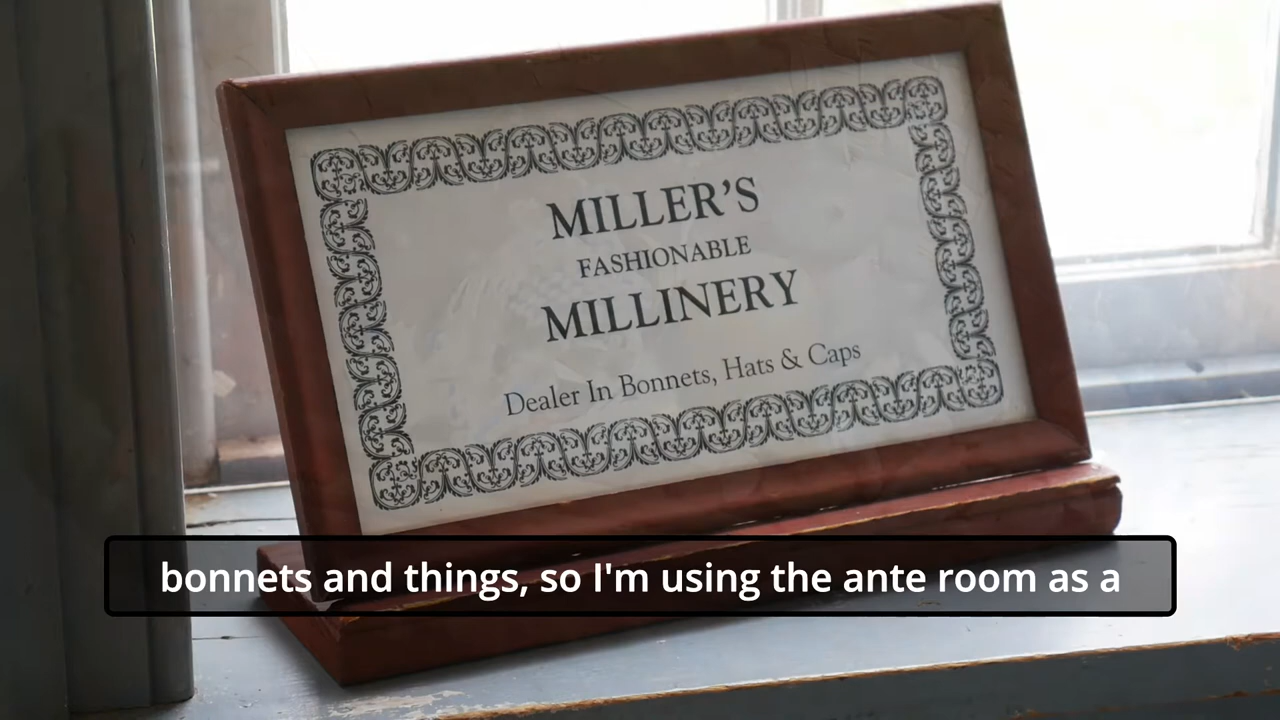 MILLER'S
FASHIONABLE
MILLINERY
Dealer In Bonnets, Hats & Caps
bonnets and things, so I'm using the ante room as a